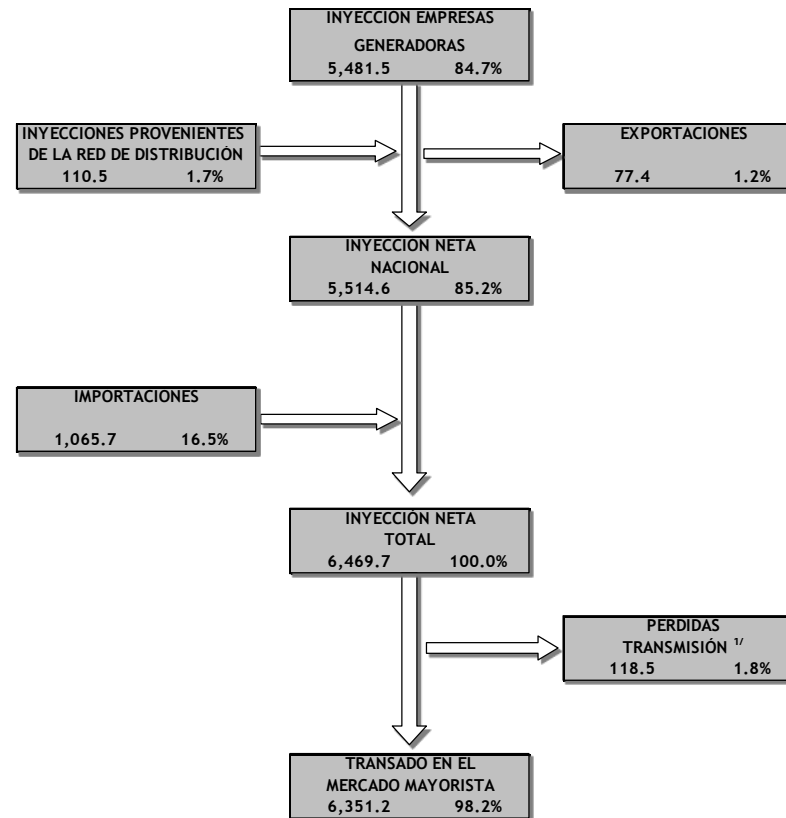 INYECCION EMPRESAS
GENERADORAS
5,481.5 84.7%
INYECCIONES PROVENIENTES
DE LA RED DE DISTRIBUCIÓN
110.5 1.7%
EXPORTACIONES
77.4 1.2%
INYECCION NETA
NACIONAL
5,514.6 85.2%
IMPORTACIONES
1,065.7 16.5%
INYECCIÓN NETA
TOTAL
6,469.7 100.0%
PERDIDAS
TRANSMISIÓN 1/
118.5 1.8%
TRANSADO EN EL
MERCADO MAYORISTA
6,351.2 98.2%